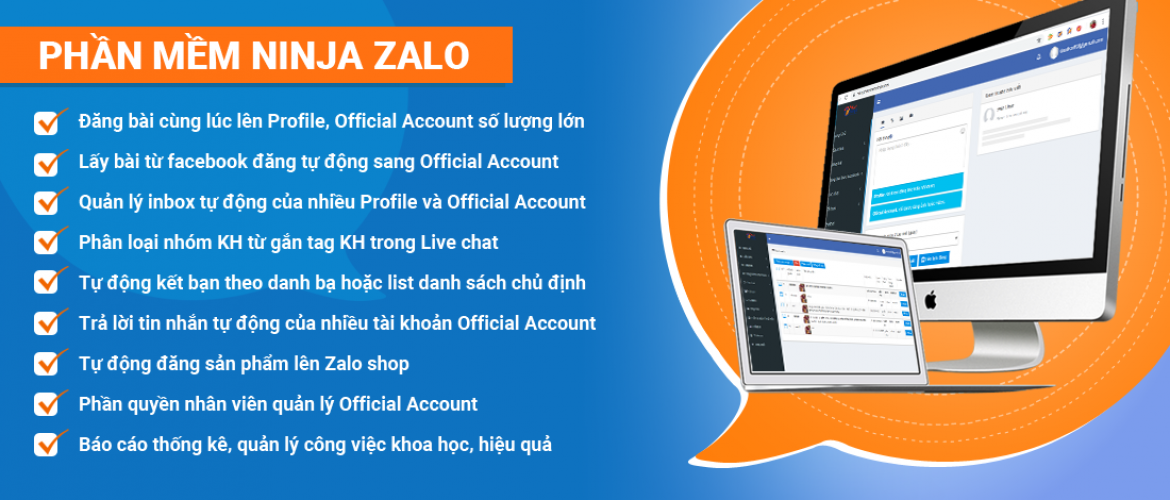 PHẦN MỀM NINJA ZALO
Đăng bài cùng lúc lên Profile, Official Account số lượng lớn
Lấy bài từ facebook đăng tự động sang Official Account
Quản lý inbox tự động của nhiều Profile và Official Account
Phân loại nhóm KH từ gắn tag KH trong Live chat
Tự động kết bạn theo danh bạ hoặc list danh sách chủ định
Trả lời tin nhắn tự động của nhiều tài khoản Official Account
Tự động đăng sản phẩm lên Zalo shop
Phần quyền nhân viên quản lý Official Account
Báo cáo thống kê, quản lý công việc khoa học, hiệu quả